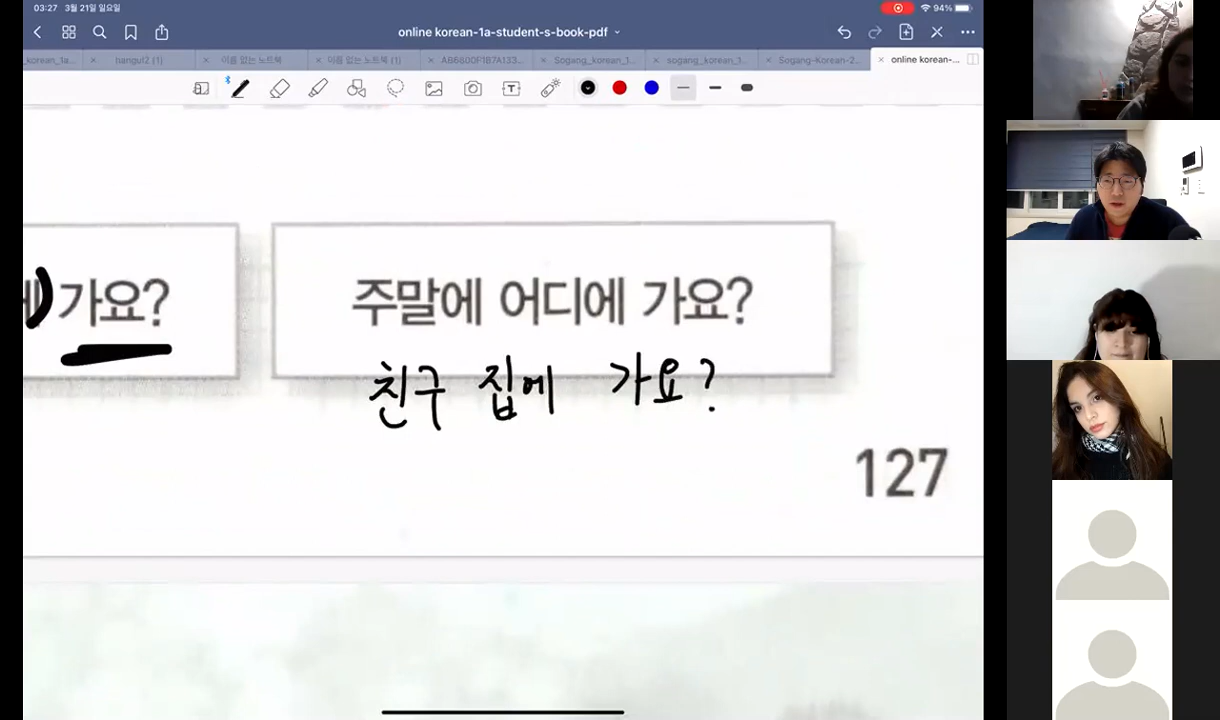 03:27 3월 21일 일요일
94%
online korean-1a-student-s-book-pdf
_korean_1a...
hangul2 (1)
이름 없는 노트북
이름 없는 노트북 (1)
AB6600F1B7A133...
Sogang_korean_1...
sogang_korean_1...
Sogang-Korean-2...
online korean-...
가요?
주말에 어디에 가요?
친구 집에 가요?
127